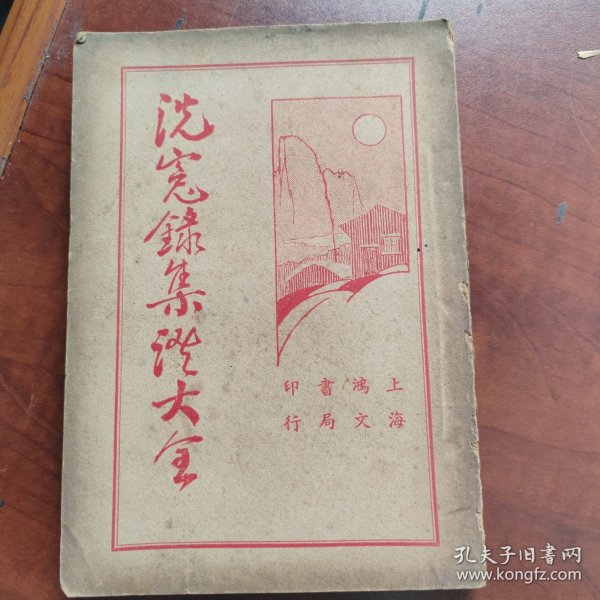 洗冤錄集證大全
上海
鴻文
書局
印行
孔夫子旧书网
www.kongfz.com